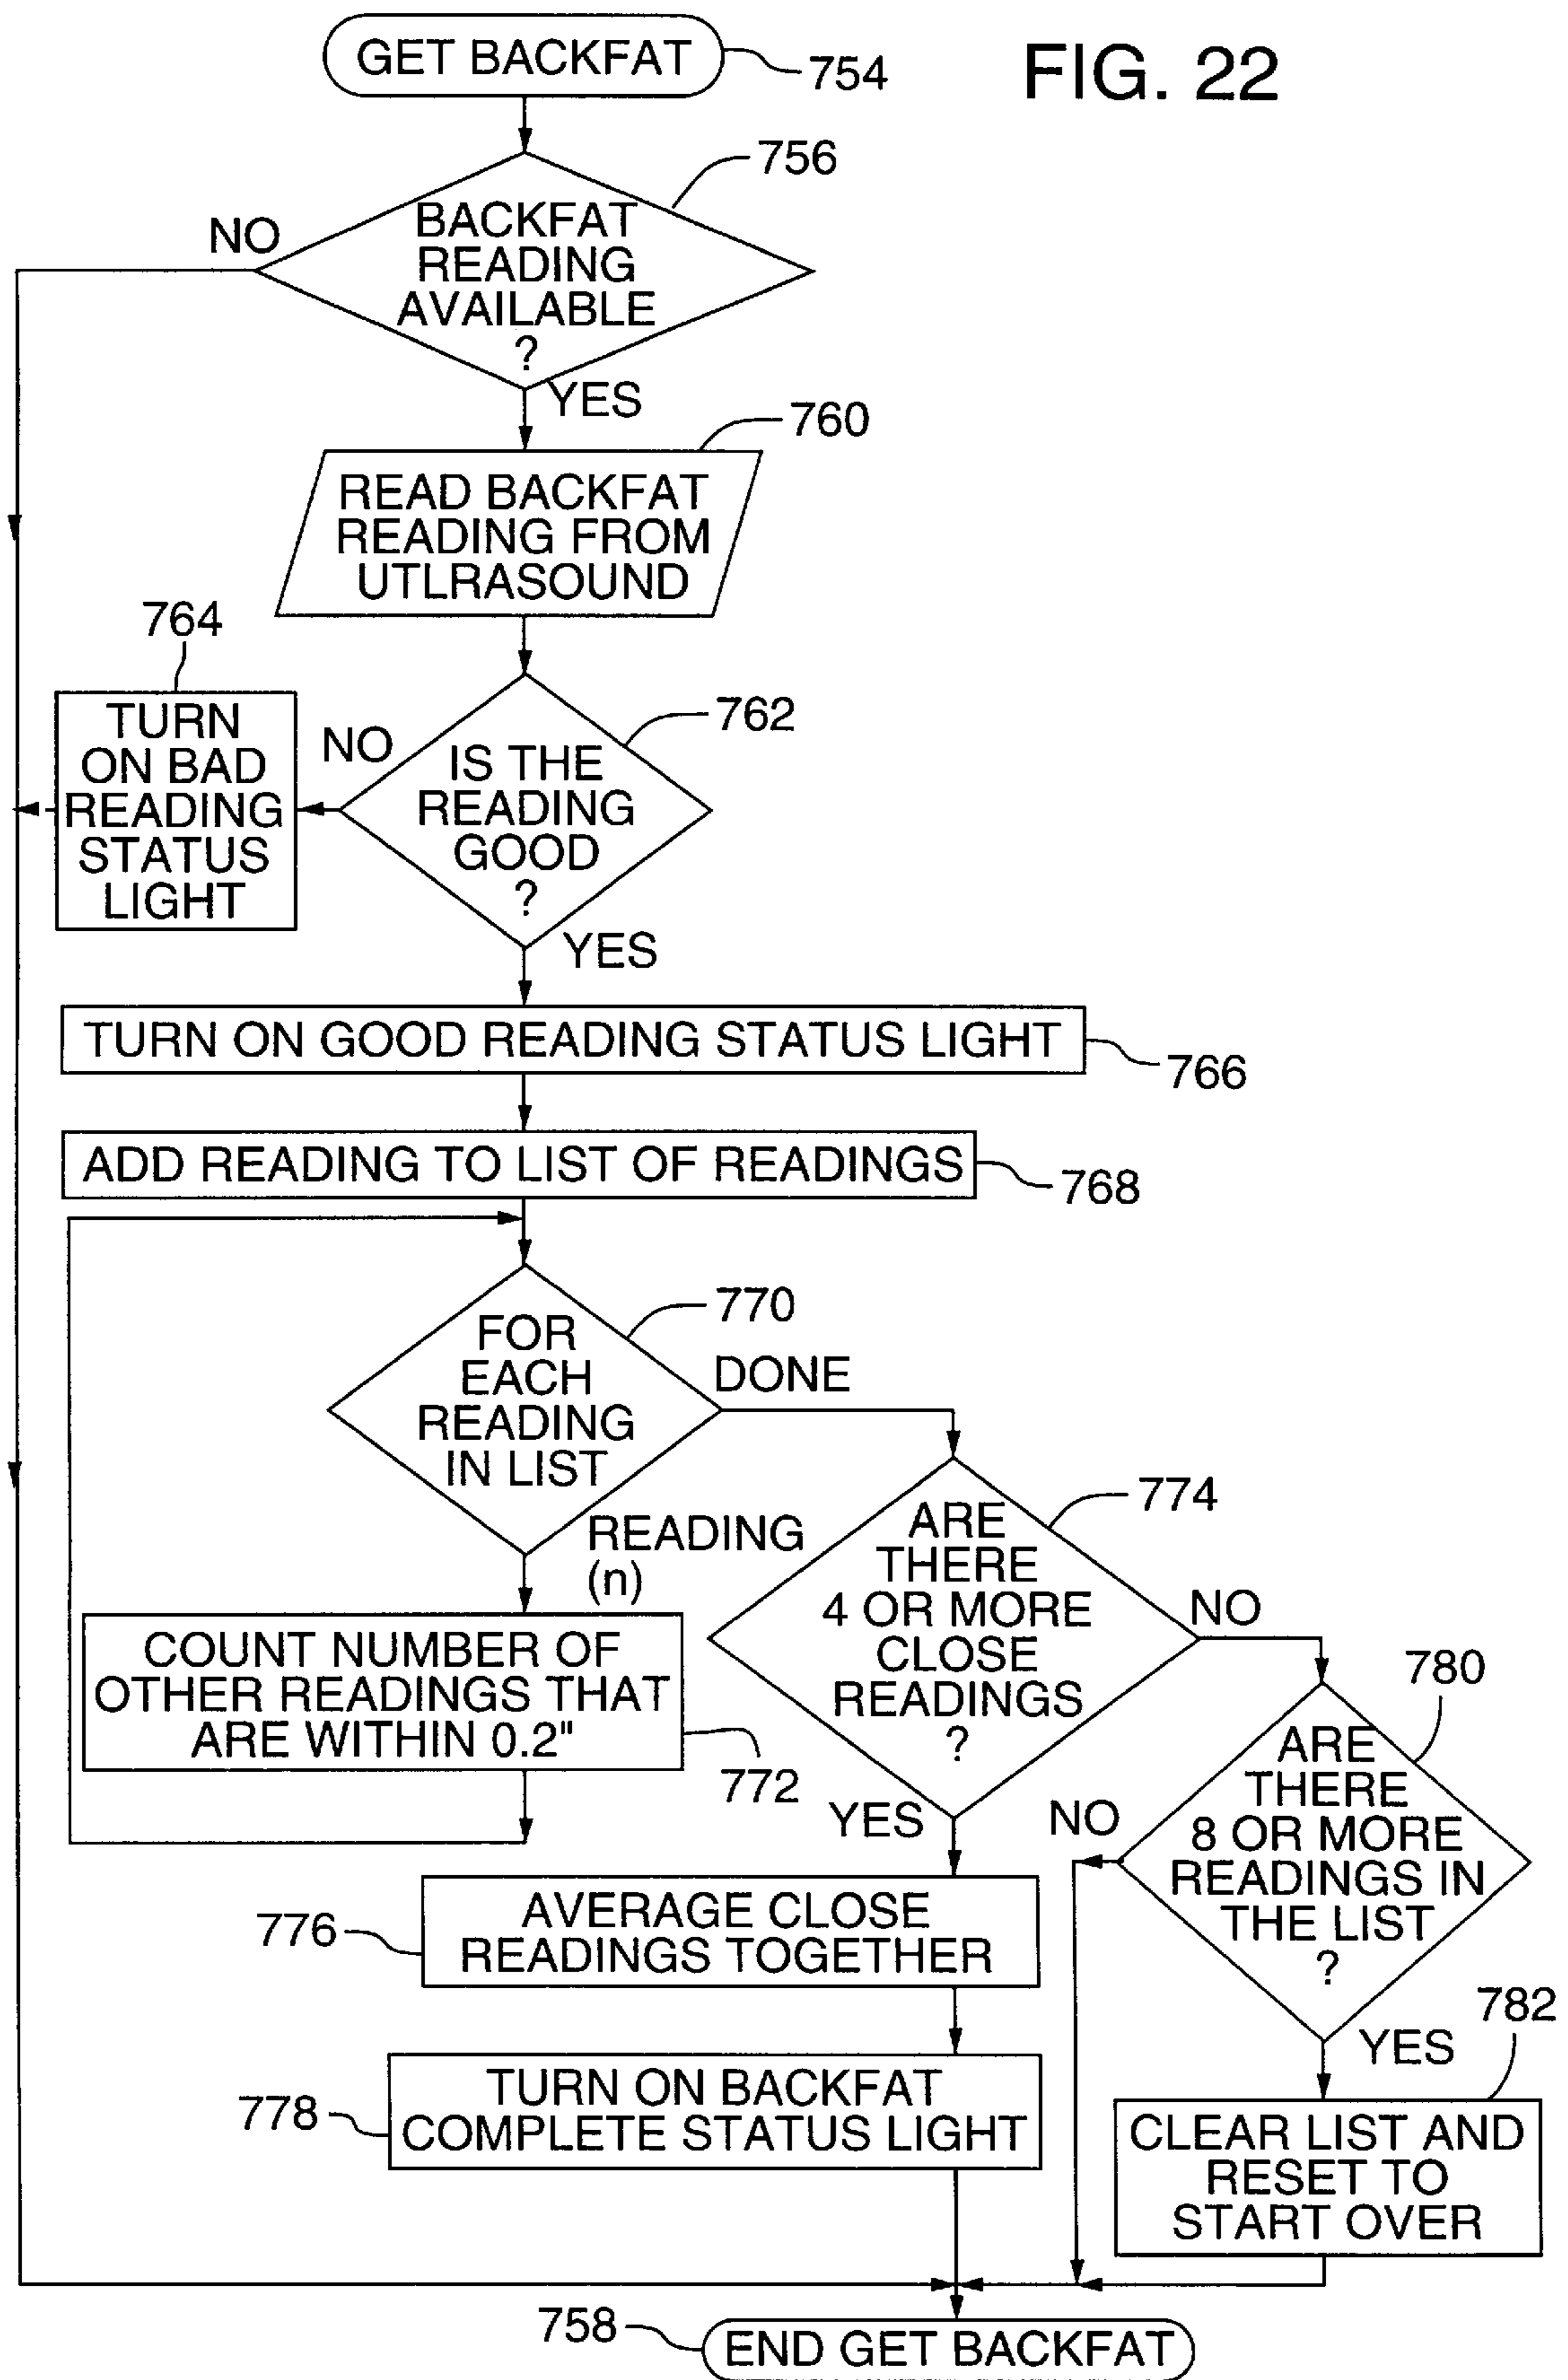 GET BACKFAT
754
FIG. 22
756
NO
BACKFAT
READING
AVAILABLE
?
YES
760
READ BACKFAT
READING FROM
UTLRASOUND
764
TURN
ON BAD
READING
STATUS
LIGHT
NO
762
IS THE
READING
GOOD
?
YES
TURN ON GOOD READING STATUS LIGHT
766
ADD READING TO LIST OF READINGS
768
770
FOR
EACH
READING
IN LIST
DONE
READING
(n)
774
ARE
THERE
4 OR MORE
CLOSE
READINGS
?
NO
COUNT NUMBER OF
OTHER READINGS THAT
ARE WITHIN 0.2"
772
YES
780
ARE
THERE
8 OR MORE
READINGS IN
THE LIST
?
NO
776
AVERAGE CLOSE
READINGS TOGETHER
YES
782
778
TURN ON BACKFAT
COMPLETE STATUS LIGHT
CLEAR LIST AND
RESET TO
START OVER
758
END GET BACKFAT